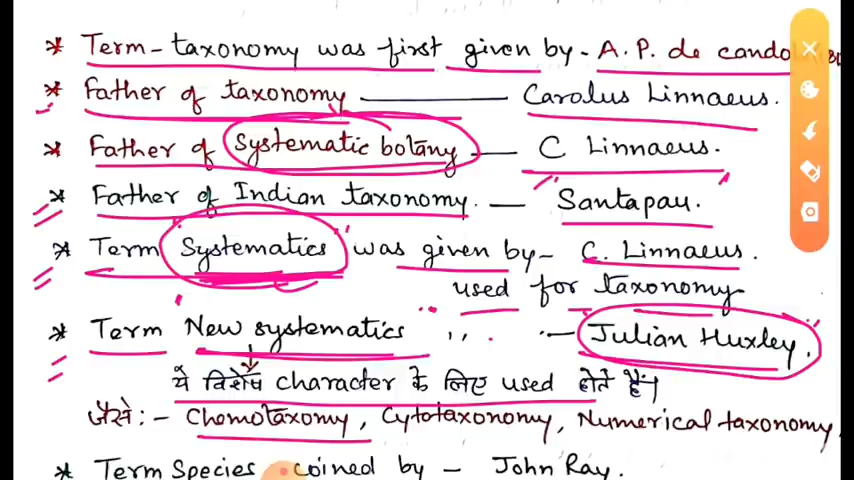 * Term-taxonomy was first given by- A. P. de cando
* Father of taxonomy ———— Carolus Linnaeus.
* Father of Systematic botany — C Linnaeus.
* Father of Indian taxonomy. — Santapau.
* Term "Systematics" was given by- C. Linnaeus.
used for taxonomy
* Term New systematics ,, .. — Julian Huxley.
ये विशेष character के लिए used होते हैं।
जैसे:- Chemotaxomy, Cytotaxonomy, Numerical taxonomy,
* Term Species coined by - John Ray.